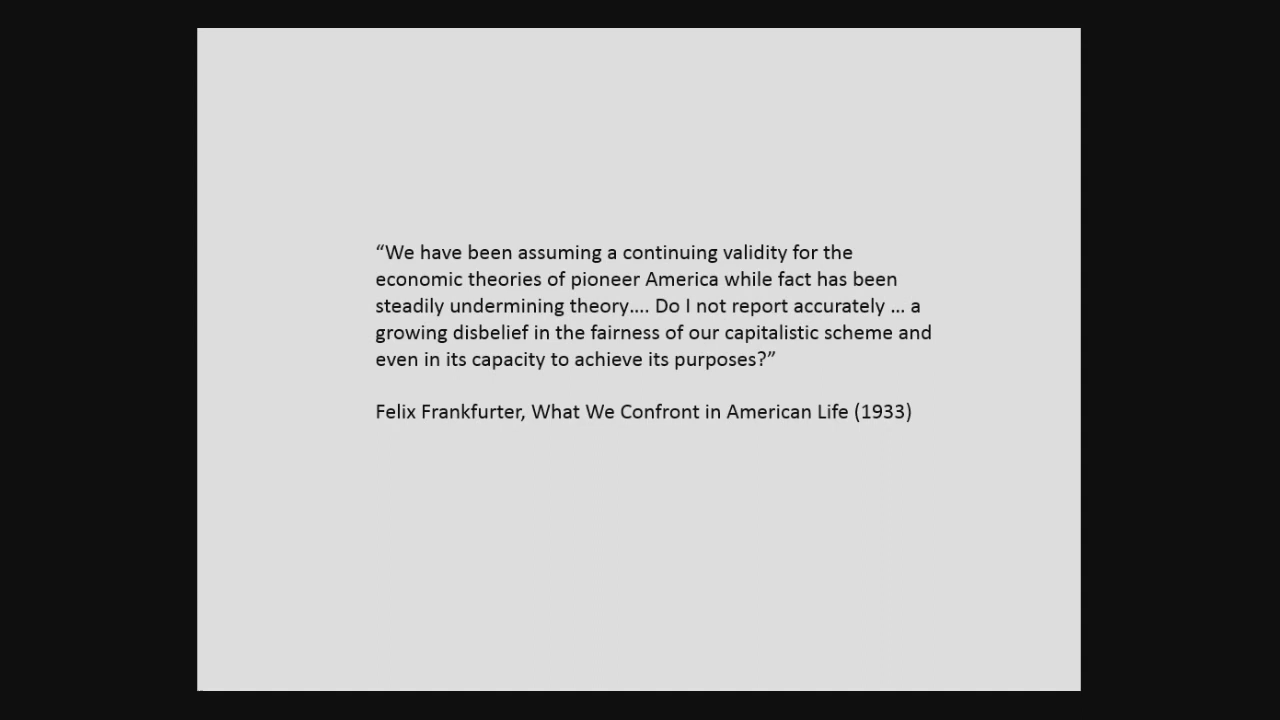 “We have been assuming a continuing validity for the
economic theories of pioneer America while fact has been
steadily undermining theory.... Do I not report accurately ... a
growing disbelief in the fairness of our capitalistic scheme and
even in its capacity to achieve its purposes?”
Felix Frankfurter, What We Confront in American Life (1933)